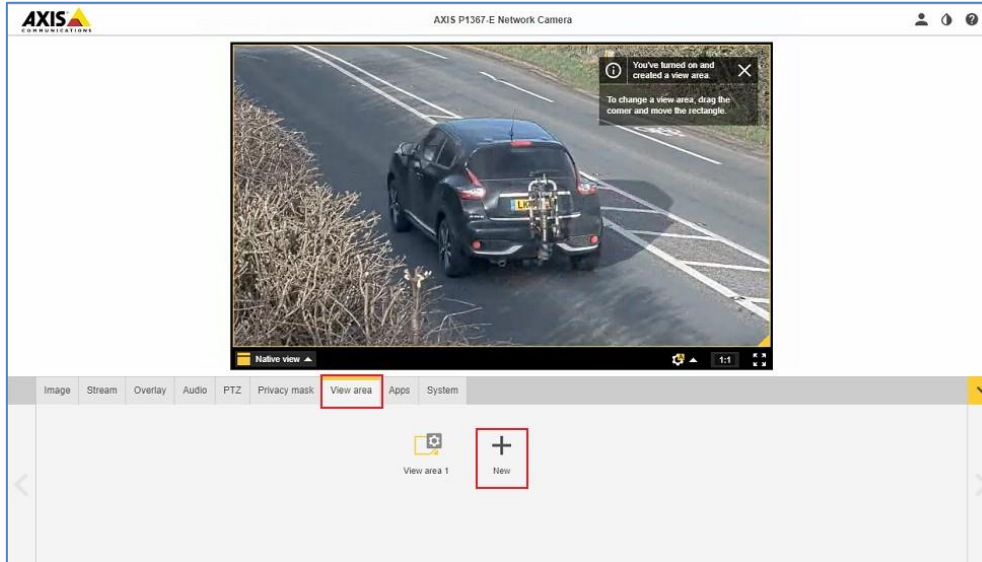 AXIS
COMMUNICATIONS
AXIS P1367-E Network Camera
You've turned on and
created a view area.
To change a view area, drag the
corner and move the rectangle.
Native view
1:1
Image Stream Overlay Audio PTZ Privacy mask View area Apps System
View area 1 New